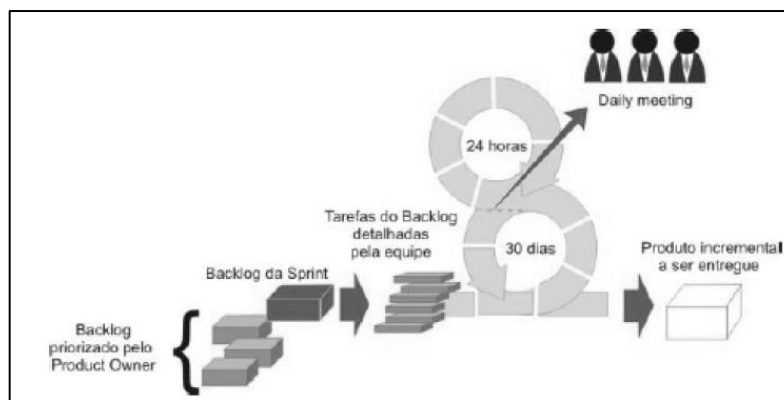 Daily meeting
24 horas
Tarefas do Backlog
detalhadas
pela equipe
30 dias
Produto incremental
a ser entregue
Backlog da Sprint
Backlog
priorizado pelo
Product Owner